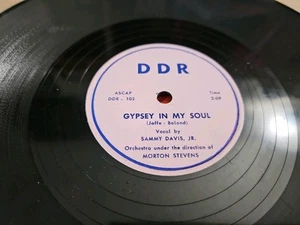 DDR
ASCAP
DDR - 102
Time
2:09
GYPSEY IN MY SOUL
(Jaffe - Boland)
Vocal by
SAMMY DAVIS, JR.
Orchestra under the direction of
MORTON STEVENS